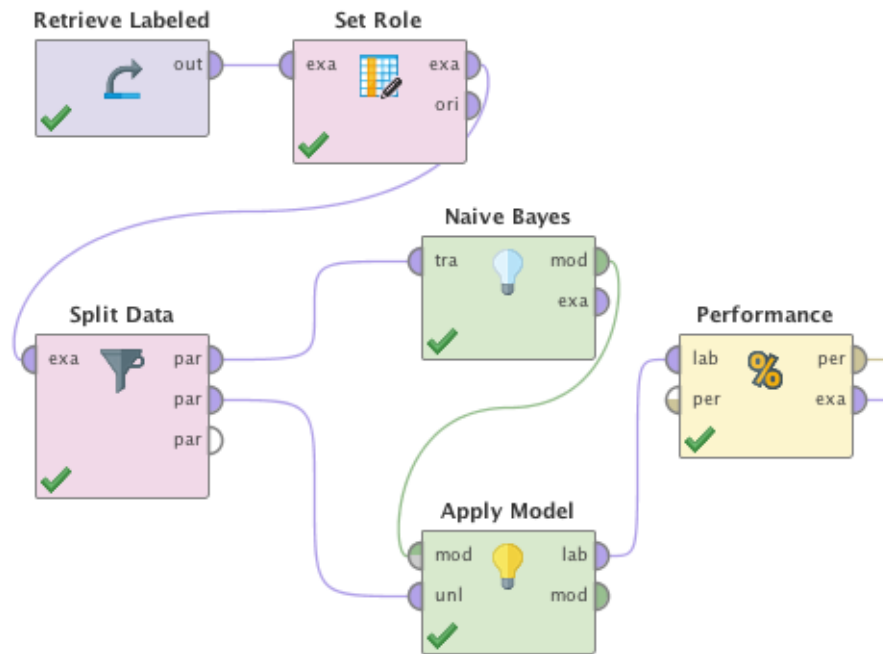 Retrieve Labeled
out
Set Role
exa exa
ori
Naive Bayes
tra mod
exa
Split Data
exa par
par
par
Performance
lab per
per exa
%
Apply Model
mod lab
unl mod